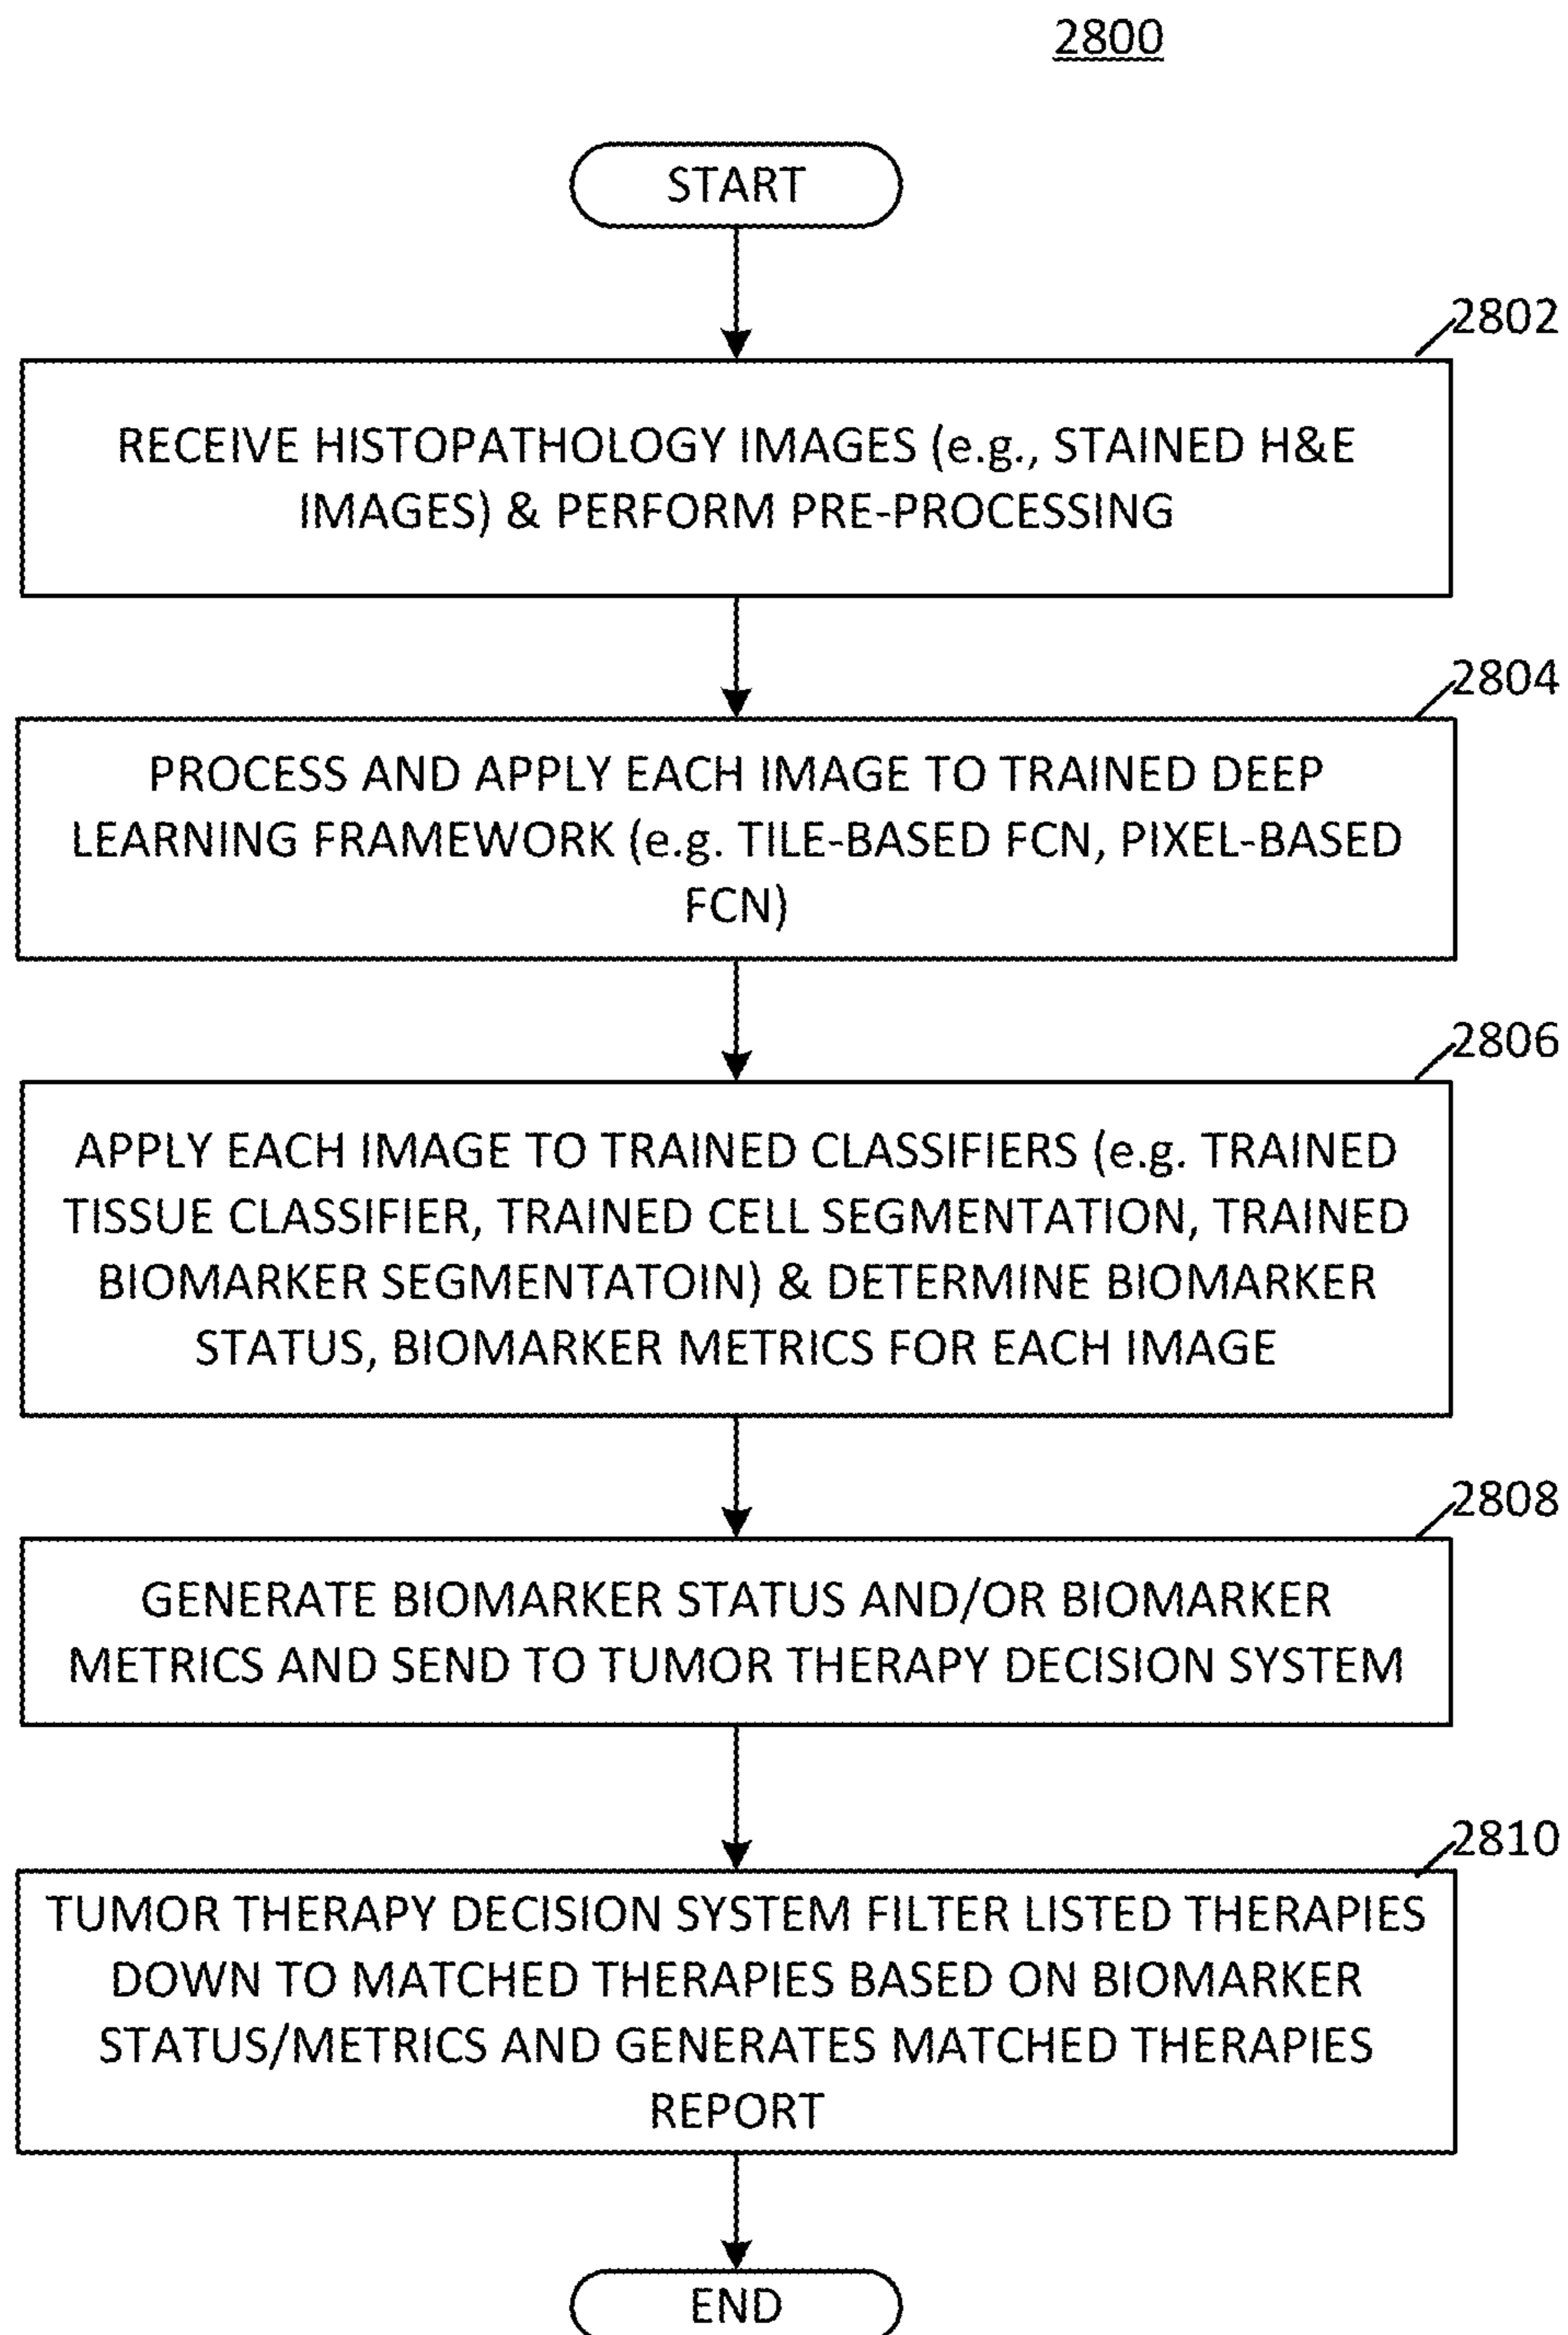 2800
START
2802
RECEIVE HISTOPATHOLOGY IMAGES (e.g., STAINED H&E
IMAGES) & PERFORM PRE-PROCESSING
2804
PROCESS AND APPLY EACH IMAGE TO TRAINED DEEP
LEARNING FRAMEWORK (e.g. TILE-BASED FCN, PIXEL-BASED
FCN)
2806
APPLY EACH IMAGE TO TRAINED CLASSIFIERS (e.g. TRAINED
TISSUE CLASSIFIER, TRAINED CELL SEGMENTATION, TRAINED
BIOMARKER SEGMENTATOIN) & DETERMINE BIOMARKER
STATUS, BIOMARKER METRICS FOR EACH IMAGE
2808
GENERATE BIOMARKER STATUS AND/OR BIOMARKER
METRICS AND SEND TO TUMOR THERAPY DECISION SYSTEM
2810
TUMOR THERAPY DECISION SYSTEM FILTER LISTED THERAPIES
DOWN TO MATCHED THERAPIES BASED ON BIOMARKER
STATUS/METRICS AND GENERATES MATCHED THERAPIES
REPORT
END